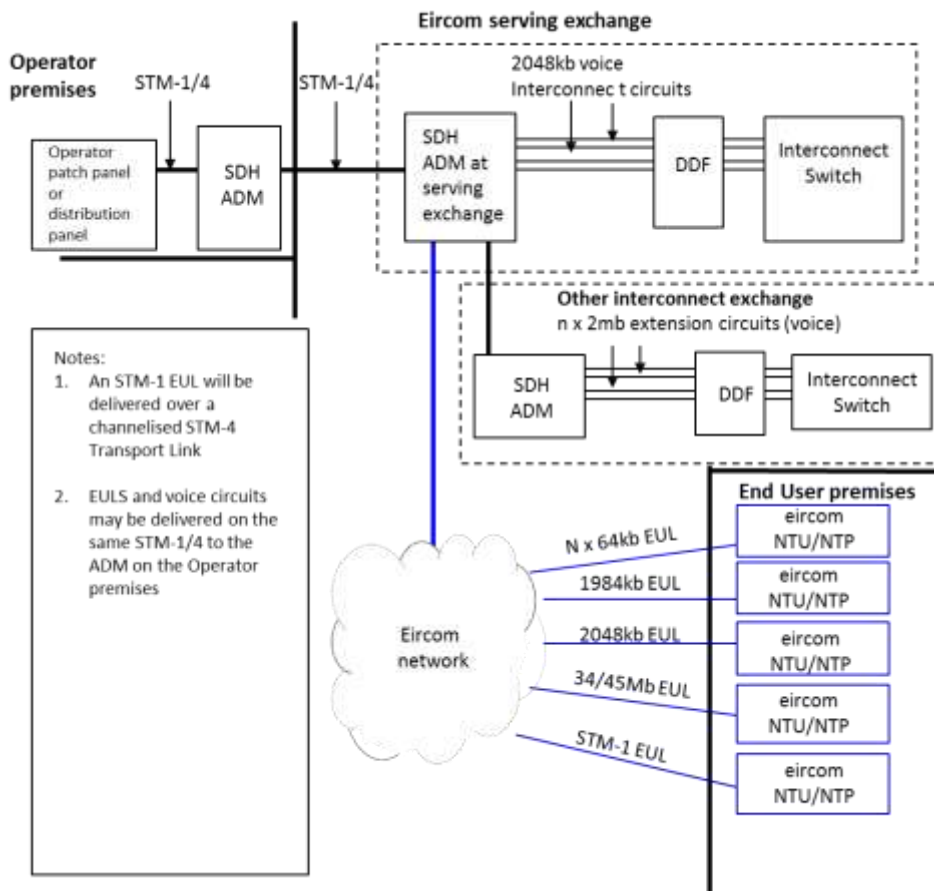 Eircom serving exchange
Operator
premises
STM-1/4
STM-1/4
2048kb voice
Interconnec t circuits
Operator
patch panel
or
distribution
panel
SDH
ADM
SDH
ADM at
serving
exchange
DDF
Interconnect
Switch
Other interconnect exchange
n x 2mb extension circuits (voice)
SDH
ADM
DDF
Interconnect
Switch
Notes:
1. An STM-1 EUL will be
delivered over a
channelised STM-4
Transport Link
2. EULS and voice circuits
may be delivered on the
same STM-1/4 to the
ADM on the Operator
premises
End User premises
Eircom
network
N x 64kb EUL
eircom
NTU/NTP
1984kb EUL
eircom
NTU/NTP
2048kb EUL
eircom
NTU/NTP
34/45Mb EUL
eircom
NTU/NTP
STM-1 EUL
eircom
NTU/NTP